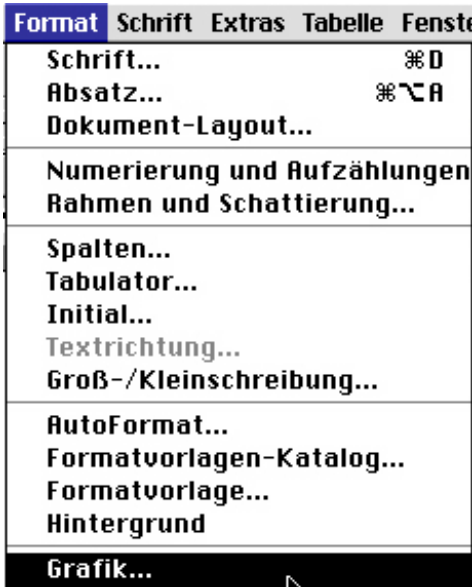 Format Schrift Extras Tabelle Fenste
Schrift... ⌘D
Absatz... ⌘⌥A
Dokument-Layout...
Numerierung und Aufzählungen
Rahmen und Schattierung...
Spalten...
Tabulator...
Initial...
Textrichtung...
Groß-/Kleinschreibung...
AutoFormat...
Formatvorlagen-Katalog...
Formatvorlage...
Hintergrund
Grafik...